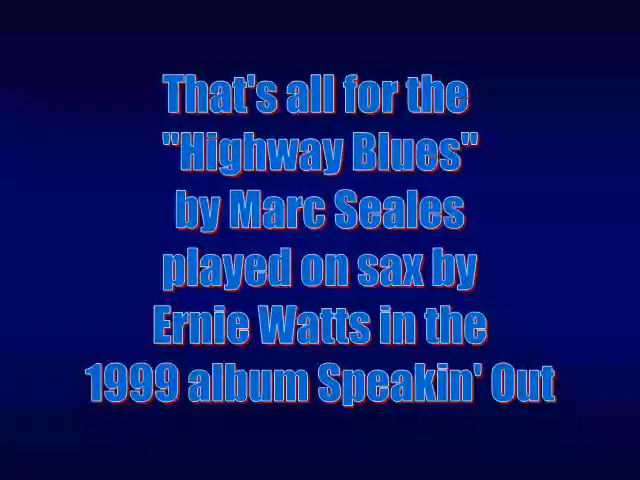 That's all for the
"Highway Blues"
by Marc Seales
played on sax by
Ernie Watts in the
1999 album Speakin' Out